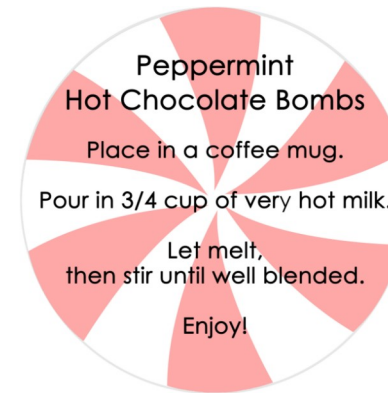 Peppermint
Hot Chocolate Bombs
Place in a coffee mug.
Pour in 3/4 cup of very hot milk.
Let melt,
then stir until well blended.
Enjoy!